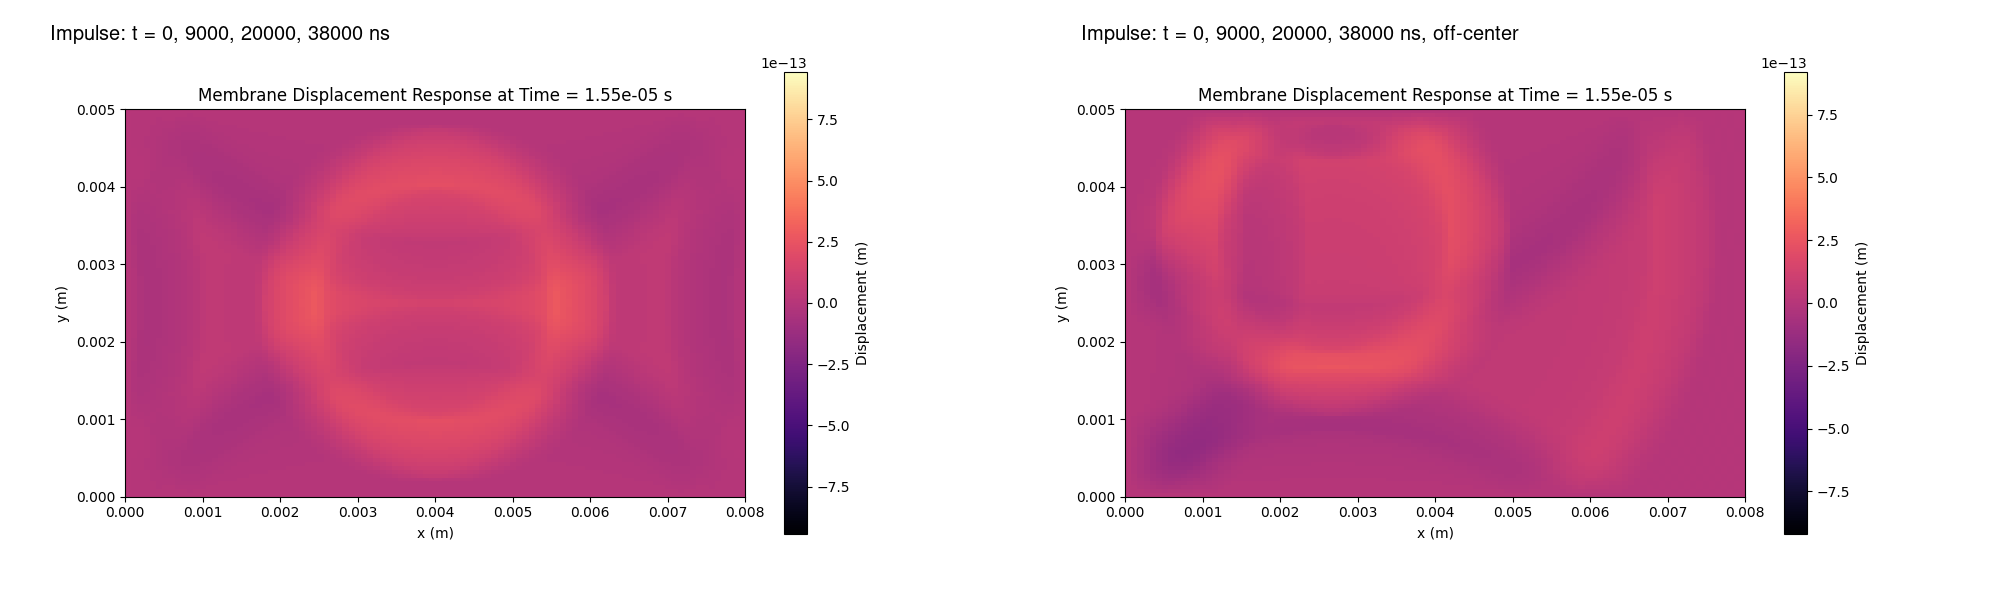 Impulse: t = 0, 9000, 20000, 38000 ns
Membrane Displacement Response at Time = 1.55e-05 s
1e−13
0.005
0.004
0.003
0.002
0.001
0.000
y (m)
0.000 0.001 0.002 0.003 0.004 0.005 0.006 0.007 0.008
x (m)
7.5
5.0
2.5
0.0
−2.5
−5.0
−7.5
Displacement (m)
Impulse: t = 0, 9000, 20000, 38000 ns, off-center
Membrane Displacement Response at Time = 1.55e-05 s
1e−13
0.005
0.004
0.003
0.002
0.001
0.000
y (m)
0.000 0.001 0.002 0.003 0.004 0.005 0.006 0.007 0.008
x (m)
7.5
5.0
2.5
0.0
−2.5
−5.0
−7.5
Displacement (m)